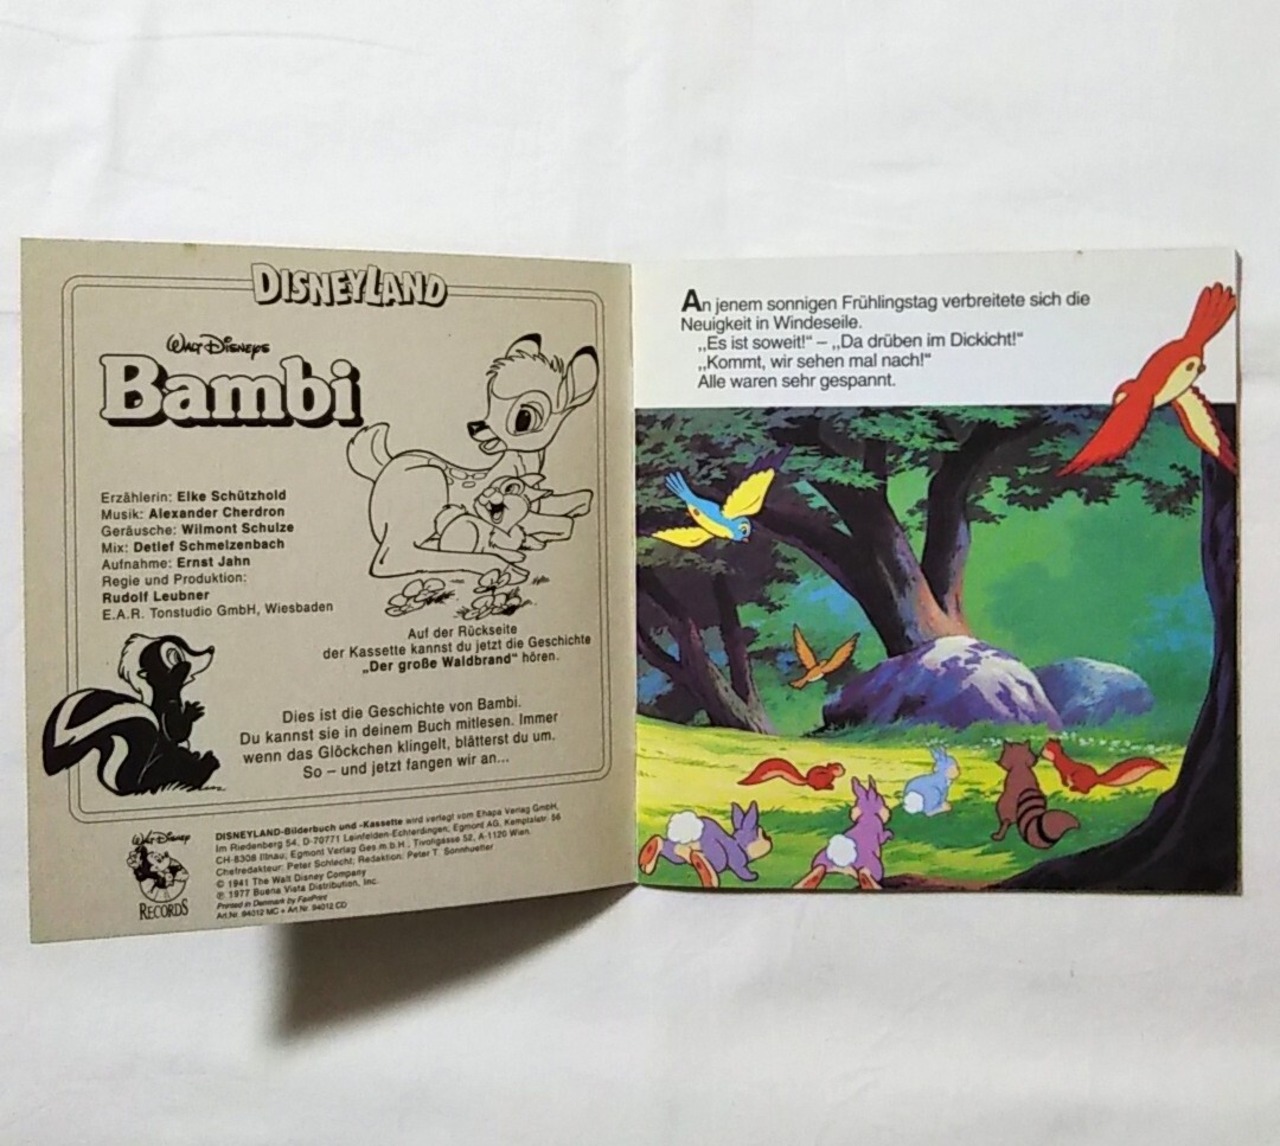 DISNEYLAND
WALT DISNEYS
Bambi
Erzählerin: Elke Schützhold
Musik: Alexander Cherdron
Geräusche: Wilmont Schulze
Mix: Detlef Schmelzenbach
Aufnahme: Ernst Jahn
Regie und Produktion:
Rudolf Leubner
E.A.R. Tonstudio GmbH, Wiesbaden
Auf der Rückseite
der Kassette kannst du jetzt die Geschichte
„Der große Waldbrand“ hören.
Dies ist die Geschichte von Bambi.
Du kannst sie in deinem Buch mitlesen. Immer
wenn das Glöckchen klingelt, blätterst du um.
So – und jetzt fangen wir an...
Walt Disney
RECORDS
DISNEYLAND-Bilderbuch und -Kassette wird verlegt vom Ehapa Verlag GmbH,
Im Riedenberg 54, D-70771 Leinfelden-Echterdingen; Egmont AG, Kemptalstr. 56
CH-8308 Illnau; Egmont Verlag Ges.m.b.H., Tivoligasse 52, A-1120 Wien.
Chefredakteur: Peter Schlecht; Redaktion: Peter T. Sonnhuetter
© 1941 The Walt Disney Company
℗ 1977 Buena Vista Distribution, Inc.
Printed in Denmark by FairPrint
Art.Nr. 94012 MC + Art.Nr. 94012 CD
An jenem sonnigen Frühlingstag verbreitete sich die
Neuigkeit in Windeseile.
„Es ist soweit!“ – „Da drüben im Dickicht!“
„Kommt, wir sehen mal nach!“
Alle waren sehr gespannt.